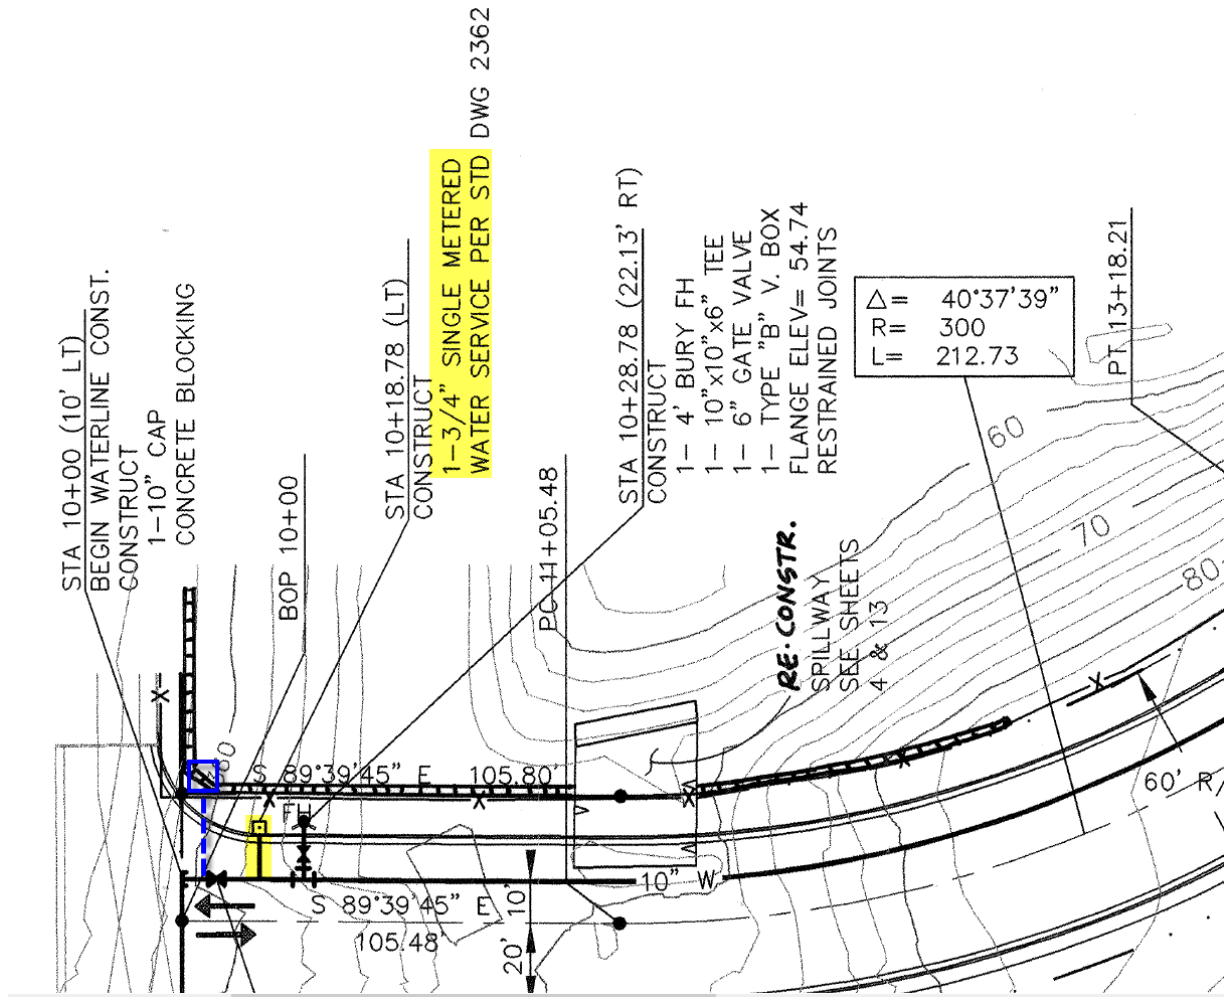 STA 10+00 (10' LT)
BEGIN WATERLINE CONST.
CONSTRUCT
1-10" CAP
CONCRETE BLOCKING
BOP 10+00
STA 10+18.78 (LT)
CONSTRUCT
1-3/4" SINGLE METERED
WATER SERVICE PER STD DWG 2362
PC 11+05.48
STA 10+28.78 (22.13' RT)
CONSTRUCT
1- 4' BURY FH
1- 10"x10"x6" TEE
1- 6" GATE VALVE
1- TYPE "B" V. BOX
FLANGE ELEV= 54.74
RESTRAINED JOINTS
RE-CONSTR.
SPILLWAY
SEE SHEETS
4 & 13
Δ= 40°37'39"
R= 300
L= 212.73
PT 13+18.21
60
70
80
60
S 89°39'45" E 105.80'
FH
10" W
S 89°39'45" E
105.48'
10'
20'
60' R/
X
X
X
X
X
X